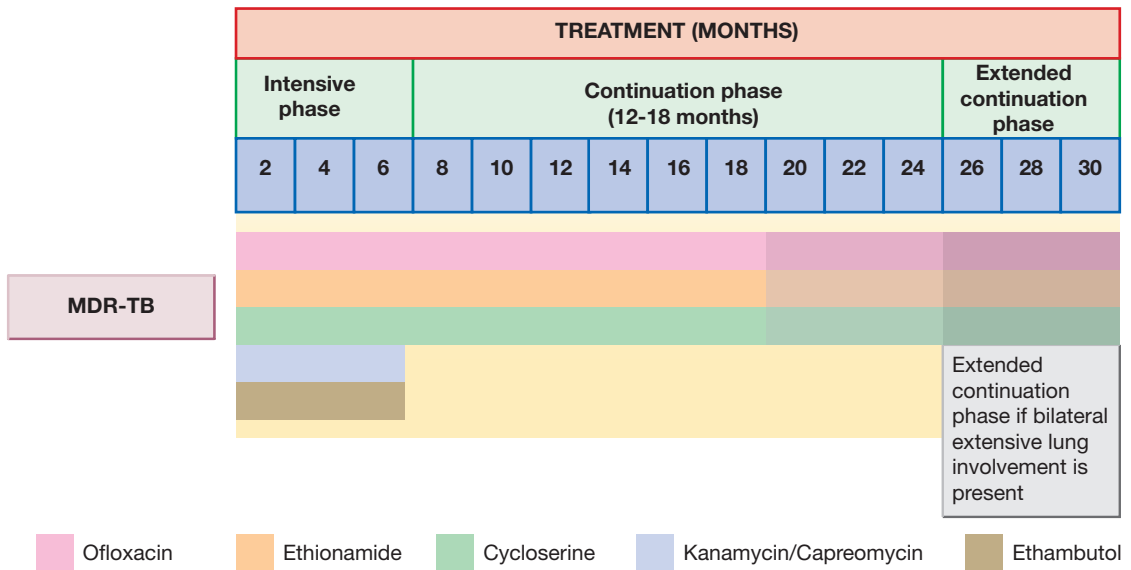 TREATMENT (MONTHS)
Intensive
phase
Continuation phase
(12-18 months)
Extended
continuation
phase
2 4 6 8 10 12 14 16 18 20 22 24 26 28 30
MDR-TB
Extended
continuation
phase if bilateral
extensive lung
involvement is
present
Ofloxacin Ethionamide Cycloserine Kanamycin/Capreomycin Ethambutol